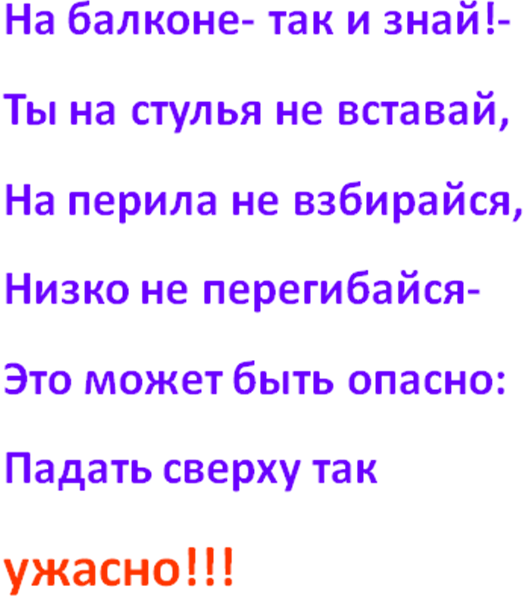 На балконе- так и знай!-
Ты на стулья не вставай,
На перила не взбирайся,
Низко не перегибайся-
Это может быть опасно:
Падать сверху так
ужасно!!!